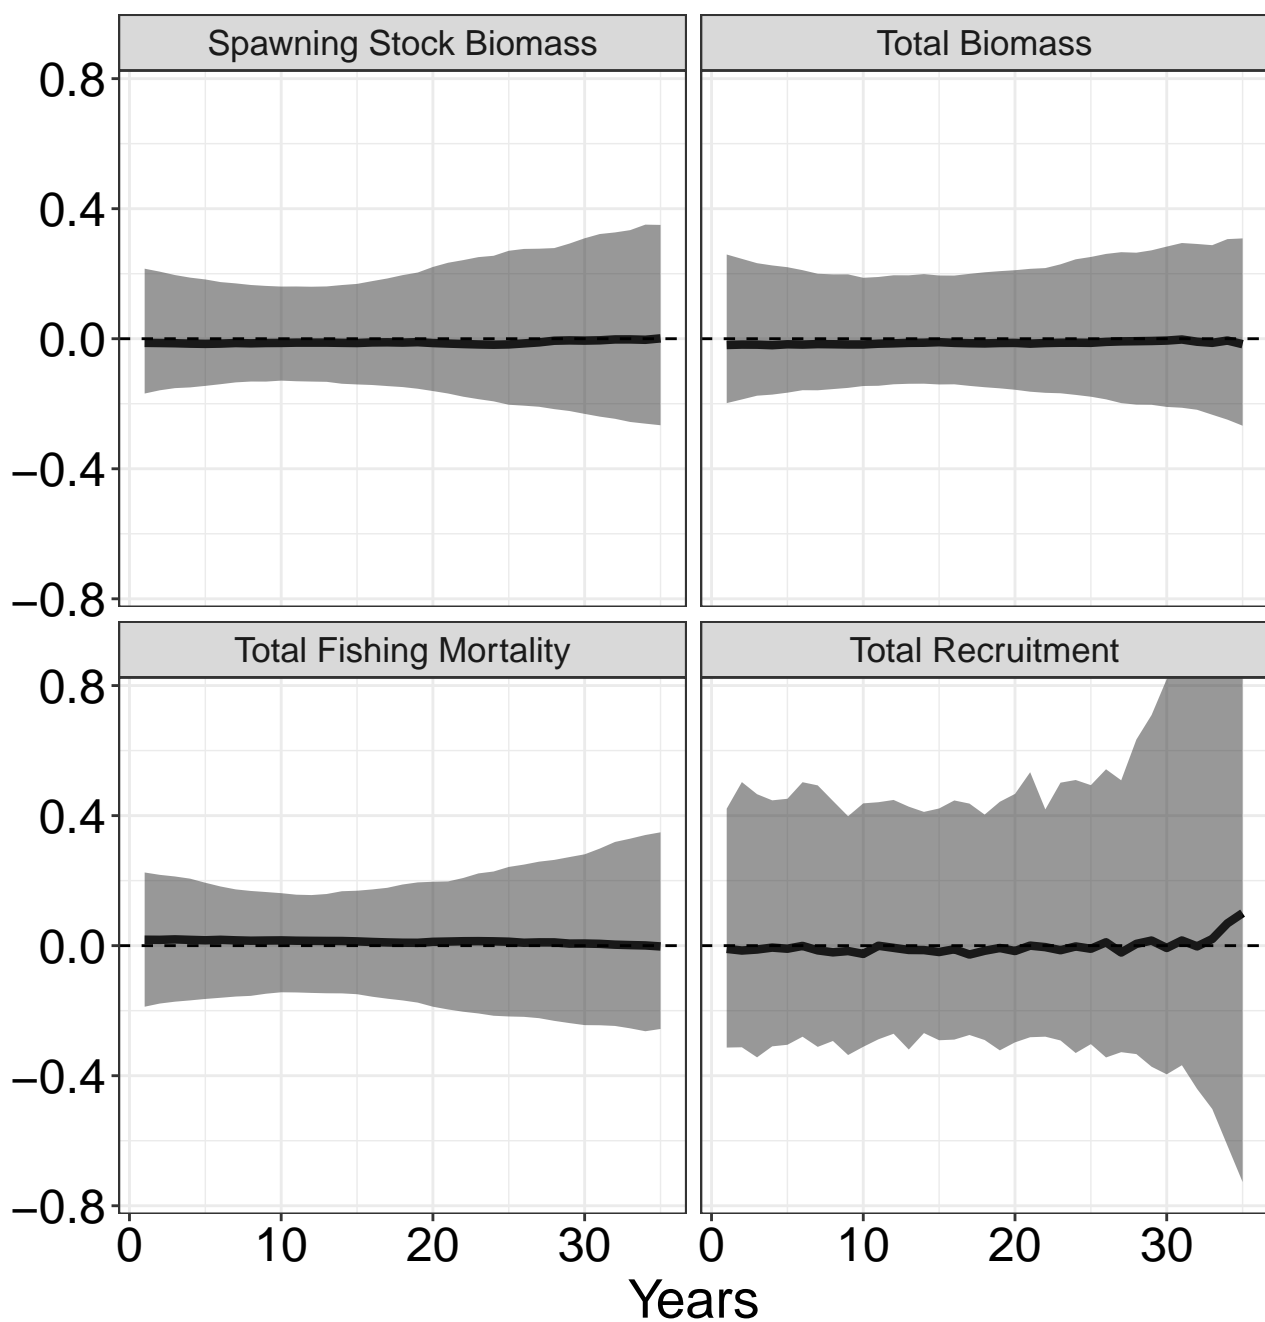 Spawning Stock Biomass
Total Biomass
0.8
0.4
0.0
−0.4
−0.8
Total Fishing Mortality
Total Recruitment
0.8
0.4
0.0
−0.4
−0.8
0 10 20 30
0 10 20 30
Years